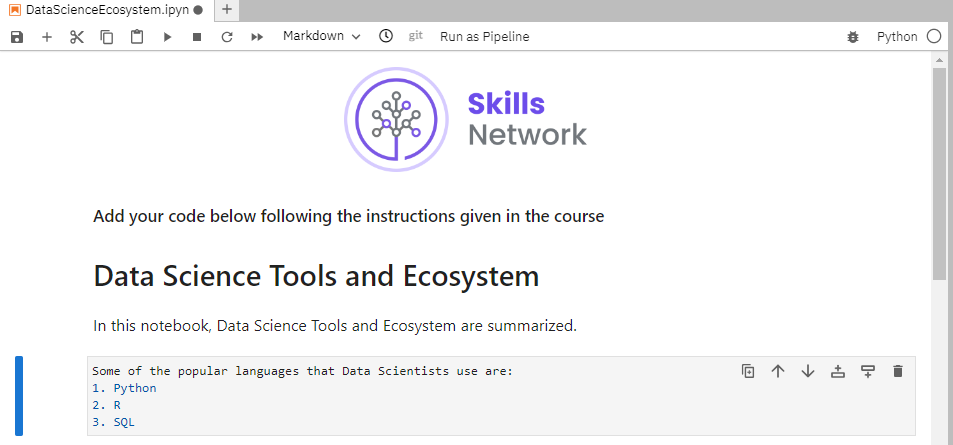 DataScienceEcosystem.ipyn
Markdown git Run as Pipeline Python
Skills
Network
Add your code below following the instructions given in the course
Data Science Tools and Ecosystem
In this notebook, Data Science Tools and Ecosystem are summarized.
Some of the popular languages that Data Scientists use are:
1. Python
2. R
3. SQL